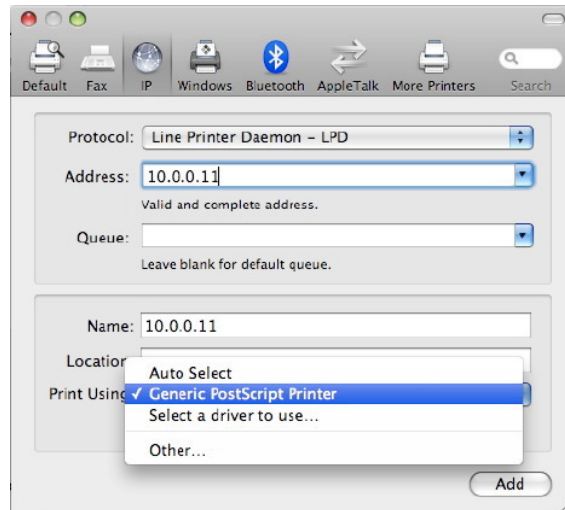 Default Fax IP Windows Bluetooth AppleTalk More Printers Search
Protocol: Line Printer Daemon – LPD
Address: 10.0.0.11
Valid and complete address.
Queue:
Leave blank for default queue.
Name: 10.0.0.11
Location
Auto Select
Print Using ✓ Generic PostScript Printer
Select a driver to use...
Other...
Add